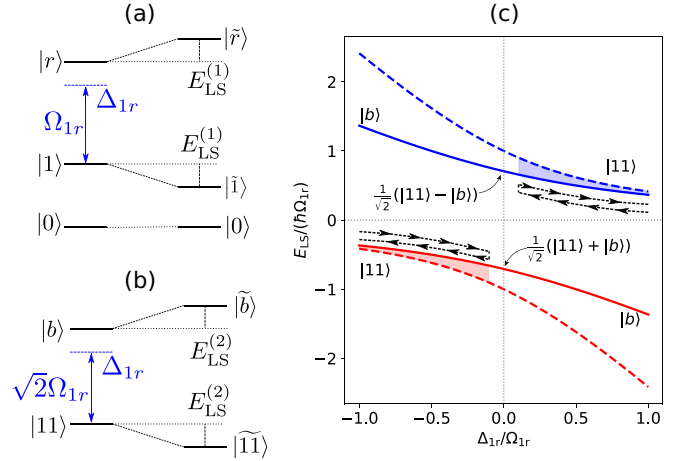 (a)
|r⟩
|r̃⟩
E_LS^(1)
Δ_1r
Ω_1r
E_LS^(1)
|1⟩
|1̃⟩
|0⟩
|0⟩
(b)
|b⟩
|b̃⟩
E_LS^(2)
Δ_1r
√2Ω_1r
E_LS^(2)
|11⟩
|1͠1⟩
(c)
E_LS/(ħΩ_1r)
2
1
0
−1
−2
|b⟩
|11⟩
1/√2(|11⟩ − |b⟩)
1/√2(|11⟩ + |b⟩)
|11⟩
|b⟩
−1.0
−0.5
0.0
0.5
1.0
Δ_1r/Ω_1r